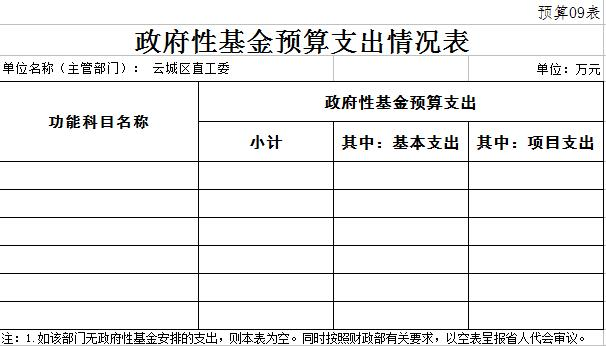 预算09表
政府性基金预算支出情况表
单位名称（主管部门）： 云城区直工委 单位：万元
功能科目名称 政府性基金预算支出
小计 其中：基本支出 其中：项目支出
注：1.如该部门无政府性基金安排的支出，则本表为空。同时按照财政部有关要求，以空表呈报省人代会审议。